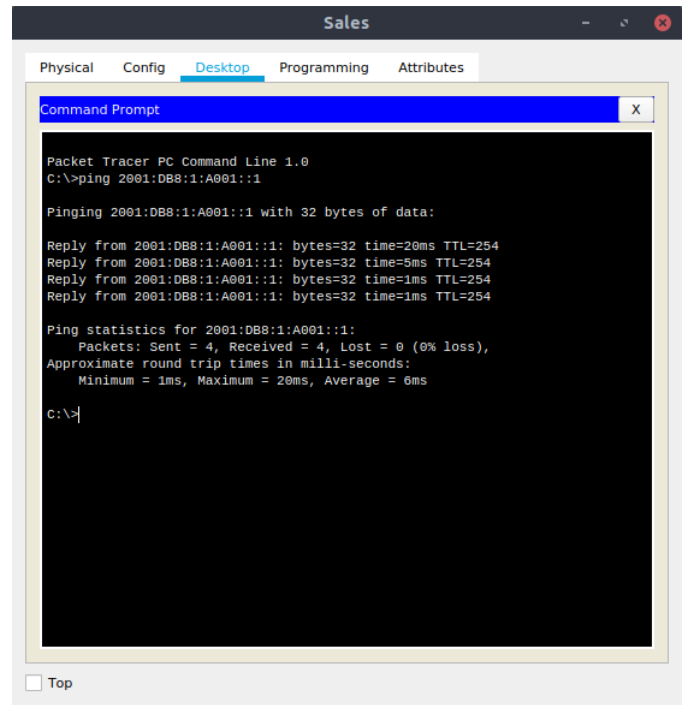 Sales
Physical Config Desktop Programming Attributes
Command Prompt X
Packet Tracer PC Command Line 1.0
C:\>ping 2001:DB8:1:A001::1
Pinging 2001:DB8:1:A001::1 with 32 bytes of data:
Reply from 2001:DB8:1:A001::1: bytes=32 time=20ms TTL=254
Reply from 2001:DB8:1:A001::1: bytes=32 time=5ms TTL=254
Reply from 2001:DB8:1:A001::1: bytes=32 time=1ms TTL=254
Reply from 2001:DB8:1:A001::1: bytes=32 time=1ms TTL=254
Ping statistics for 2001:DB8:1:A001::1:
Packets: Sent = 4, Received = 4, Lost = 0 (0% loss),
Approximate round trip times in milli-seconds:
Minimum = 1ms, Maximum = 20ms, Average = 6ms
C:\>
Top